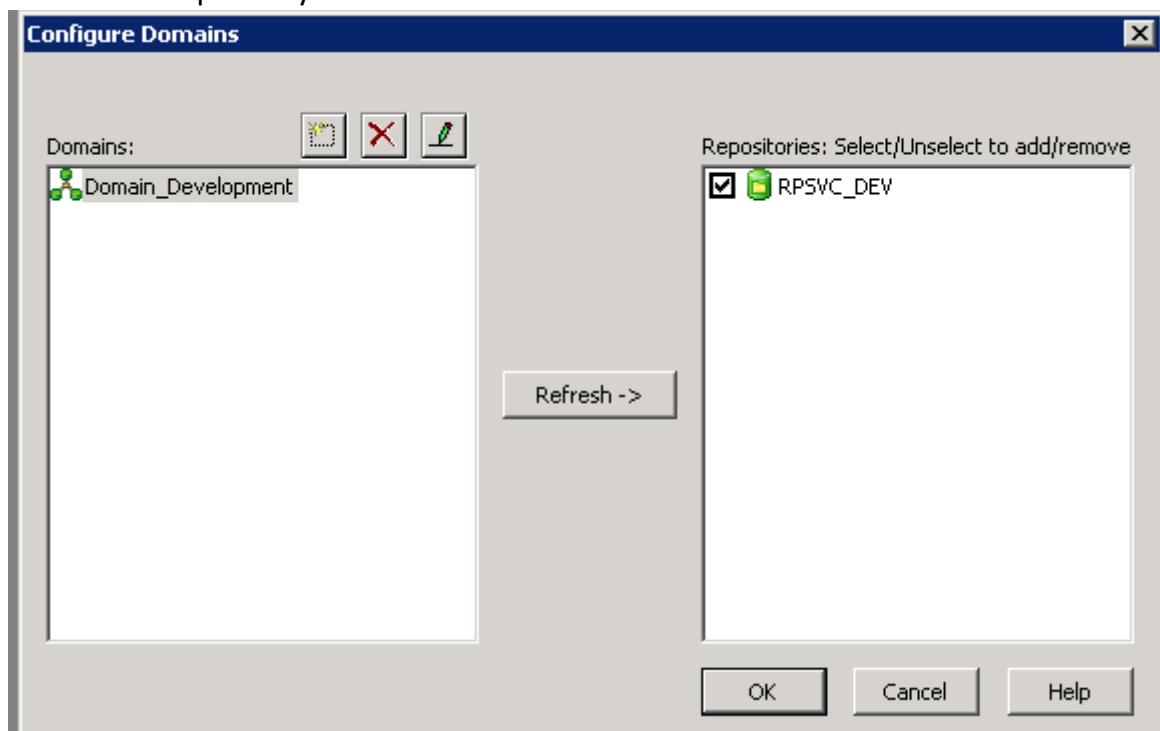 Configure Domains
Domains:
Repositories: Select/Unselect to add/remove
Domain_Development
RPSVC_DEV
Refresh ->
OK
Cancel
Help